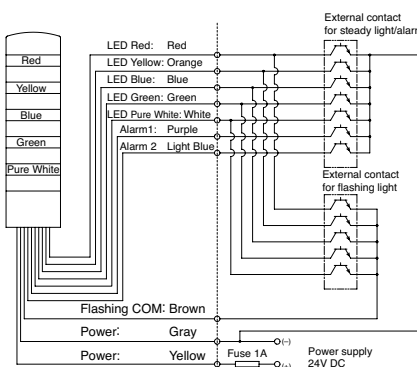 External contact
for steady light/alarm
LED Red: Red
LED Yellow: Orange
LED Blue: Blue
LED Green: Green
LED Pure White: White
Alarm1: Purple
Alarm 2 Light Blue
Red
Yellow
Blue
Green
Pure White
External contact
for flashing light
Flashing COM: Brown
Power: Gray
(–)
Power: Yellow
Fuse 1A
(+)
Power supply
24V DC